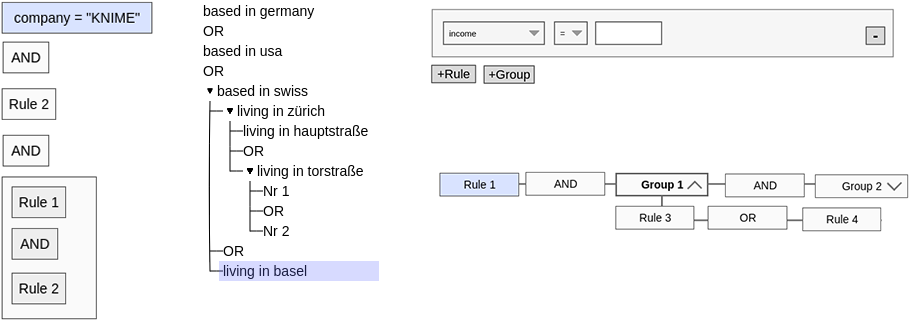 company = "KNIME"
AND
Rule 2
AND
Rule 1
AND
Rule 2
based in germany
OR
based in usa
OR
based in swiss
living in zürich
living in hauptstraße
OR
living in torstraße
Nr 1
OR
Nr 2
OR
living in basel
income
=
-
+Rule
+Group
Rule 1
AND
Group 1
AND
Group 2
Rule 3
OR
Rule 4